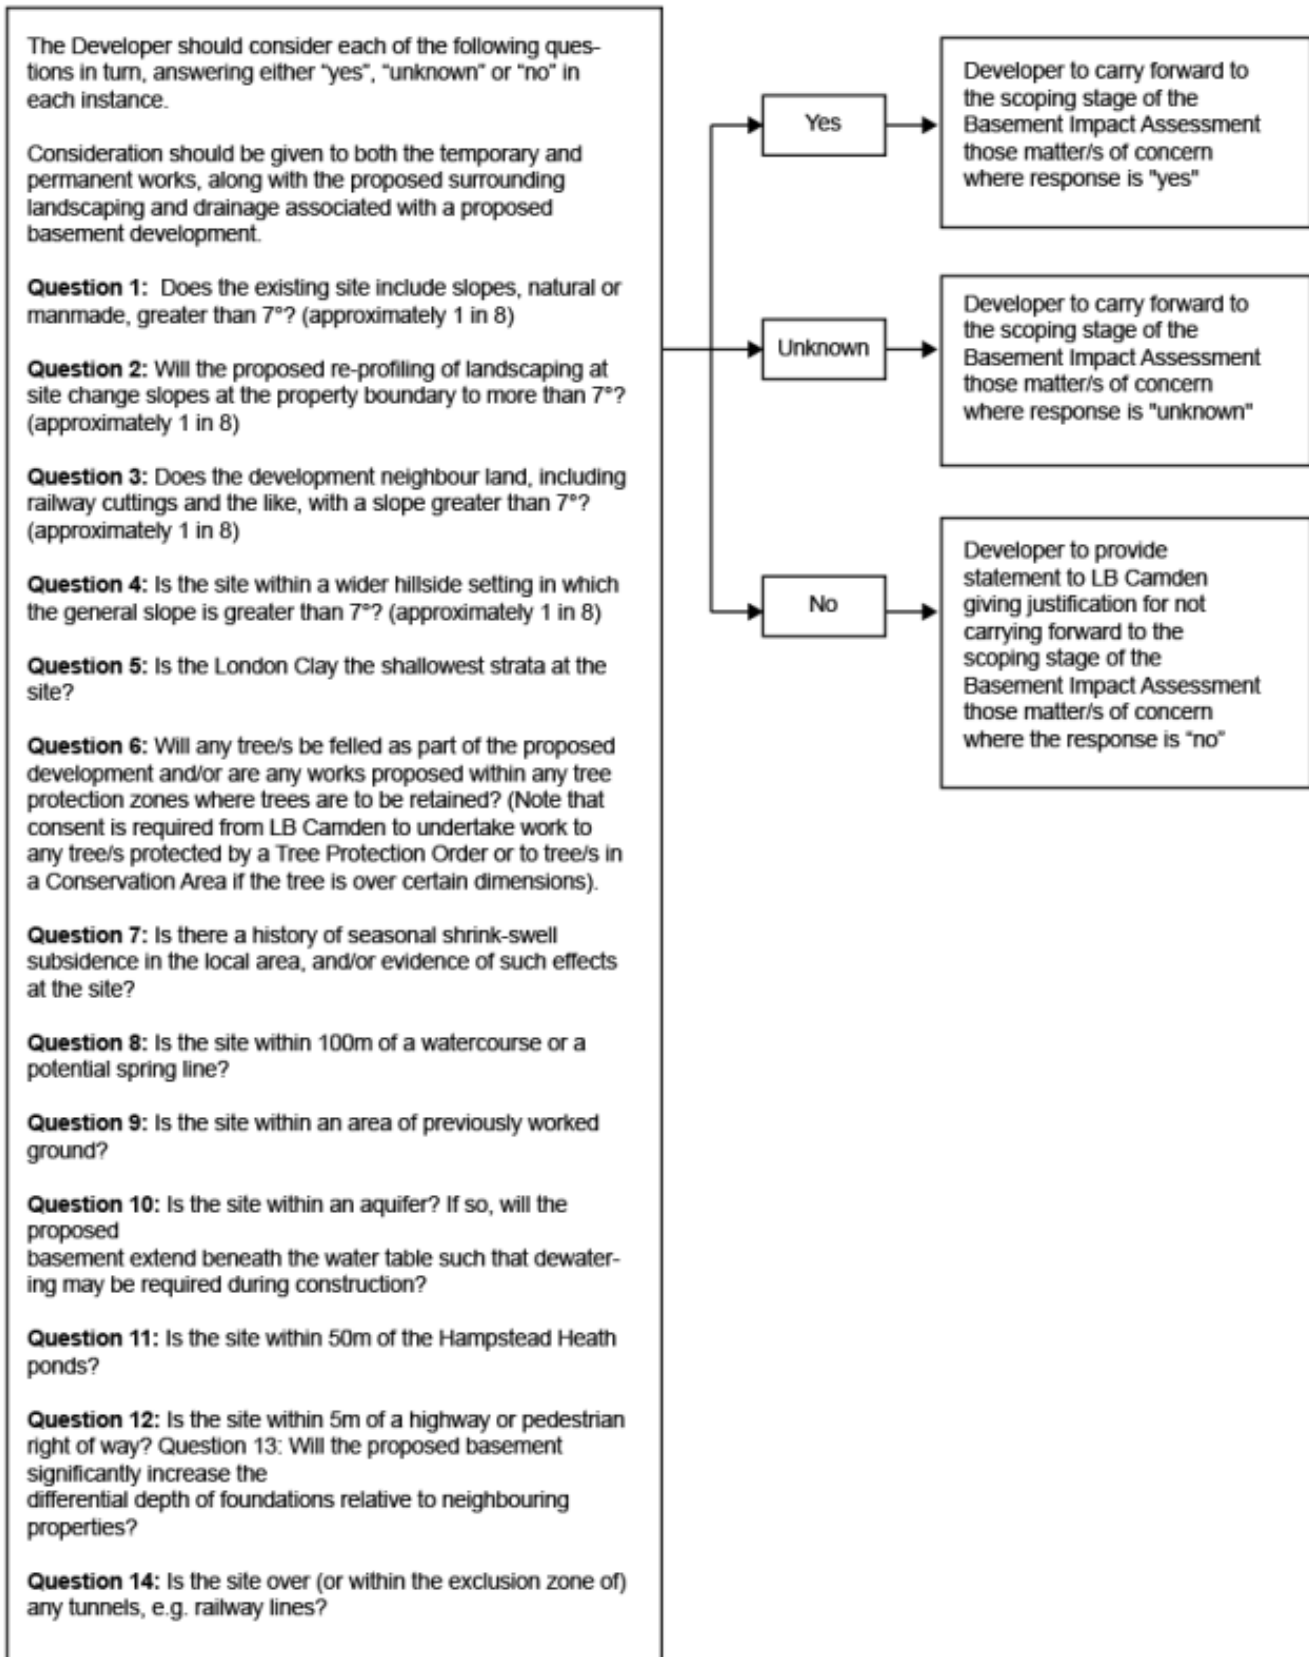 The Developer should consider each of the following ques-
tions in turn, answering either “yes”, “unknown” or “no” in
each instance.
Consideration should be given to both the temporary and
permanent works, along with the proposed surrounding
landscaping and drainage associated with a proposed
basement development.
Question 1:  Does the existing site include slopes, natural or
manmade, greater than 7°? (approximately 1 in 8)
Question 2: Will the proposed re-profiling of landscaping at
site change slopes at the property boundary to more than 7°?
(approximately 1 in 8)
Question 3: Does the development neighbour land, including
railway cuttings and the like, with a slope greater than 7°?
(approximately 1 in 8)
Question 4: Is the site within a wider hillside setting in which
the general slope is greater than 7°? (approximately 1 in 8)
Question 5: Is the London Clay the shallowest strata at the
site?
Question 6: Will any tree/s be felled as part of the proposed
development and/or are any works proposed within any tree
protection zones where trees are to be retained? (Note that
consent is required from LB Camden to undertake work to
any tree/s protected by a Tree Protection Order or to tree/s in
a Conservation Area if the tree is over certain dimensions).
Question 7: Is there a history of seasonal shrink-swell
subsidence in the local area, and/or evidence of such effects
at the site?
Question 8: Is the site within 100m of a watercourse or a
potential spring line?
Question 9: Is the site within an area of previously worked
ground?
Question 10: Is the site within an aquifer? If so, will the
proposed
basement extend beneath the water table such that dewater-
ing may be required during construction?
Question 11: Is the site within 50m of the Hampstead Heath
ponds?
Question 12: Is the site within 5m of a highway or pedestrian
right of way? Question 13: Will the proposed basement
significantly increase the
differential depth of foundations relative to neighbouring
properties?
Question 14: Is the site over (or within the exclusion zone of)
any tunnels, e.g. railway lines?
Yes
Developer to carry forward to
the scoping stage of the
Basement Impact Assessment
those matter/s of concern
where response is "yes"
Unknown
Developer to carry forward to
the scoping stage of the
Basement Impact Assessment
those matter/s of concern
where response is "unknown"
No
Developer to provide
statement to LB Camden
giving justification for not
carrying forward to the
scoping stage of the
Basement Impact Assessment
those matter/s of concern
where the response is “no”